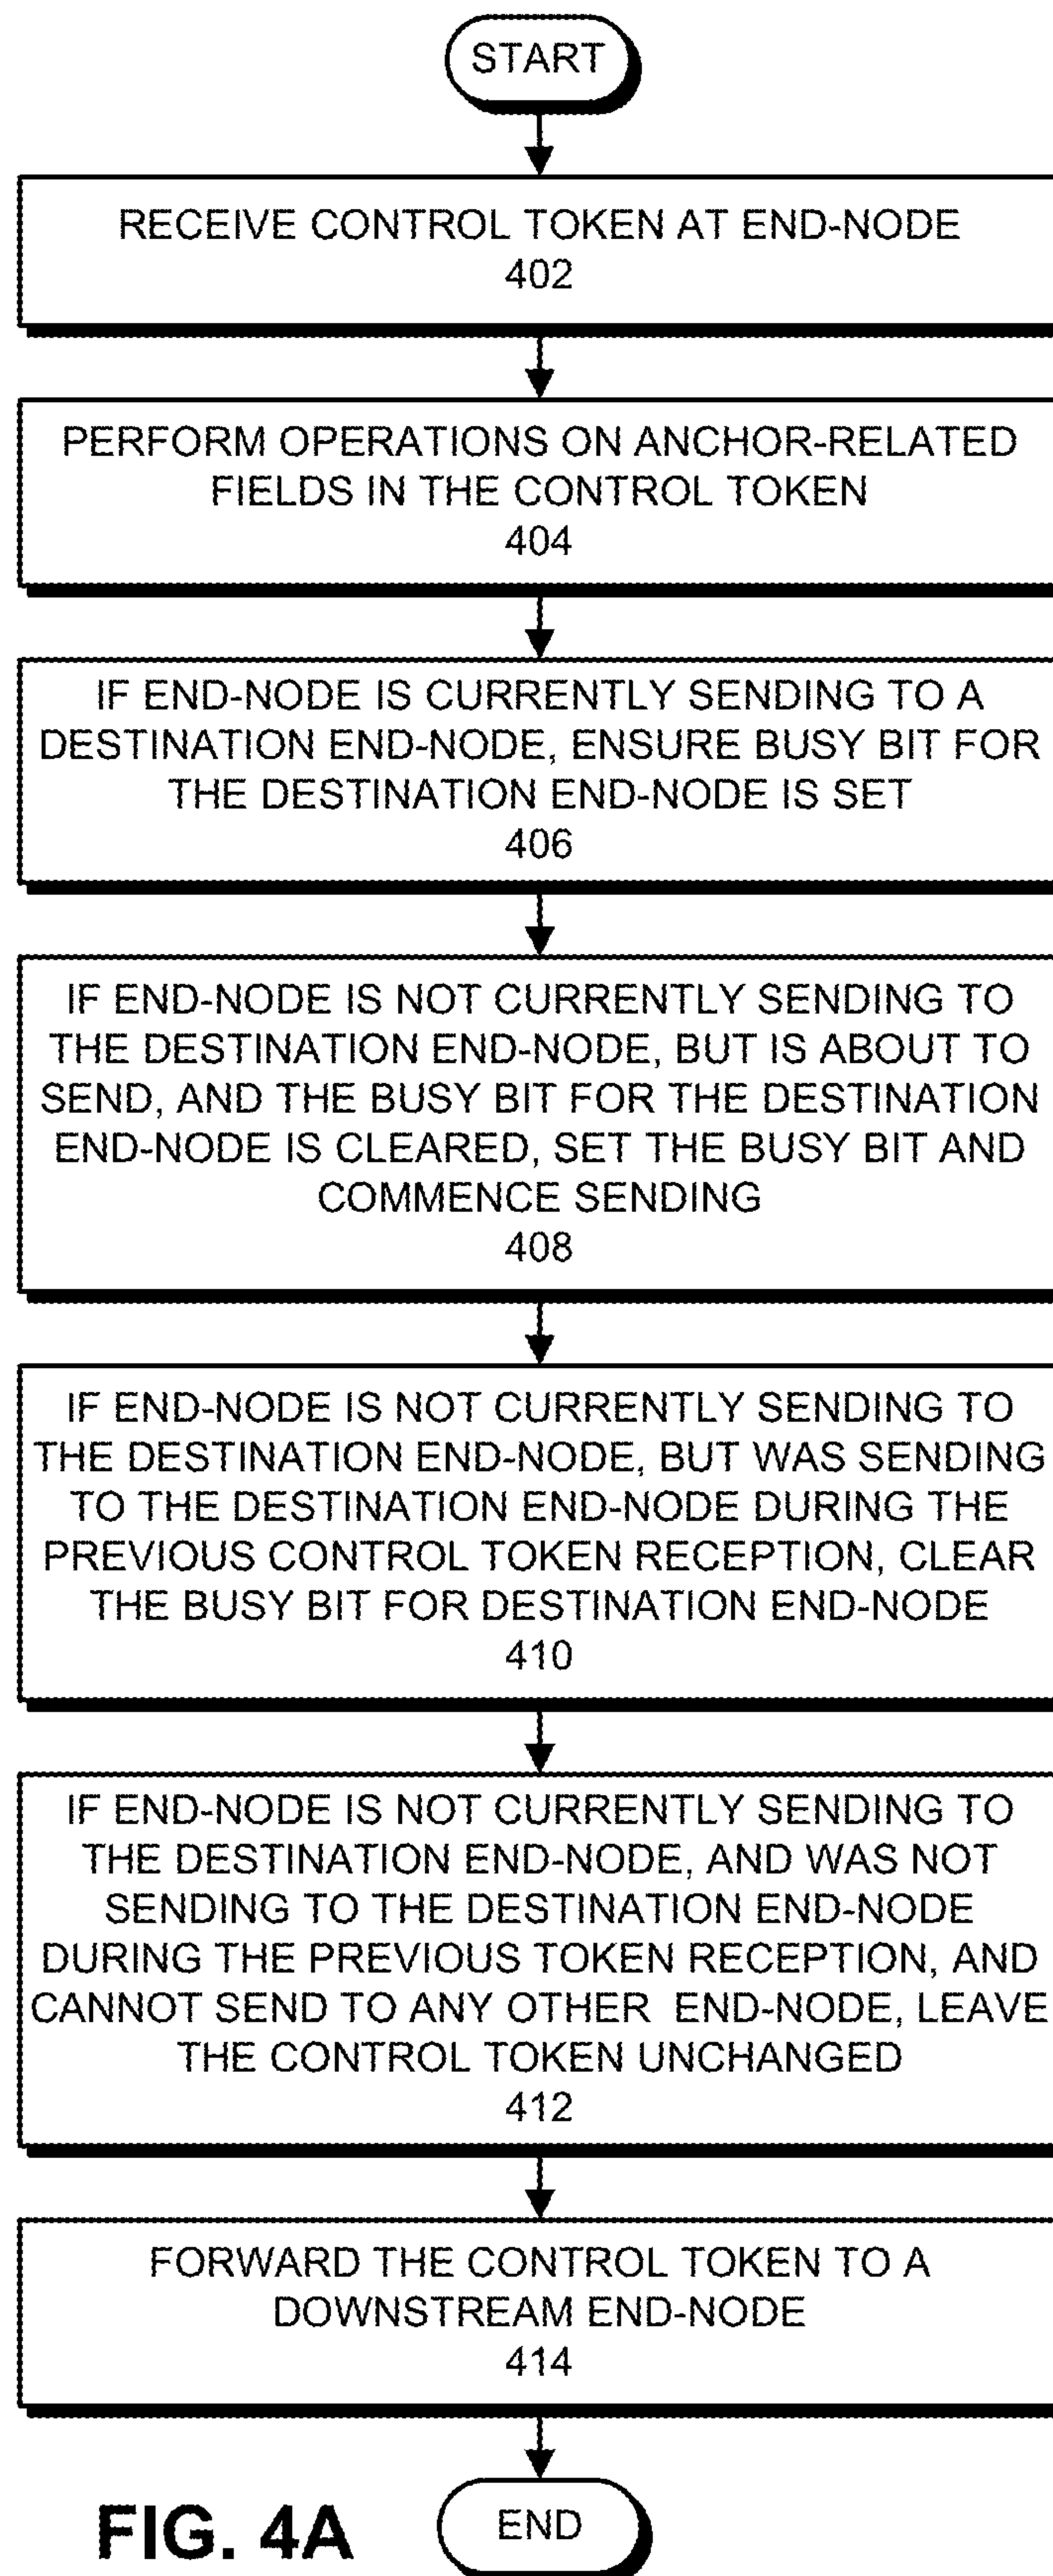 START
RECEIVE CONTROL TOKEN AT END-NODE
402
PERFORM OPERATIONS ON ANCHOR-RELATED
FIELDS IN THE CONTROL TOKEN
404
IF END-NODE IS CURRENTLY SENDING TO A
DESTINATION END-NODE, ENSURE BUSY BIT FOR
THE DESTINATION END-NODE IS SET
406
IF END-NODE IS NOT CURRENTLY SENDING TO
THE DESTINATION END-NODE, BUT IS ABOUT TO
SEND, AND THE BUSY BIT FOR THE DESTINATION
END-NODE IS CLEARED, SET THE BUSY BIT AND
COMMENCE SENDING
408
IF END-NODE IS NOT CURRENTLY SENDING TO
THE DESTINATION END-NODE, BUT WAS SENDING
TO THE DESTINATION END-NODE DURING THE
PREVIOUS CONTROL TOKEN RECEPTION, CLEAR
THE BUSY BIT FOR DESTINATION END-NODE
410
IF END-NODE IS NOT CURRENTLY SENDING TO
THE DESTINATION END-NODE, AND WAS NOT
SENDING TO THE DESTINATION END-NODE
DURING THE PREVIOUS TOKEN RECEPTION, AND
CANNOT SEND TO ANY OTHER END-NODE, LEAVE
THE CONTROL TOKEN UNCHANGED
412
FORWARD THE CONTROL TOKEN TO A
DOWNSTREAM END-NODE
414
END
FIG. 4A